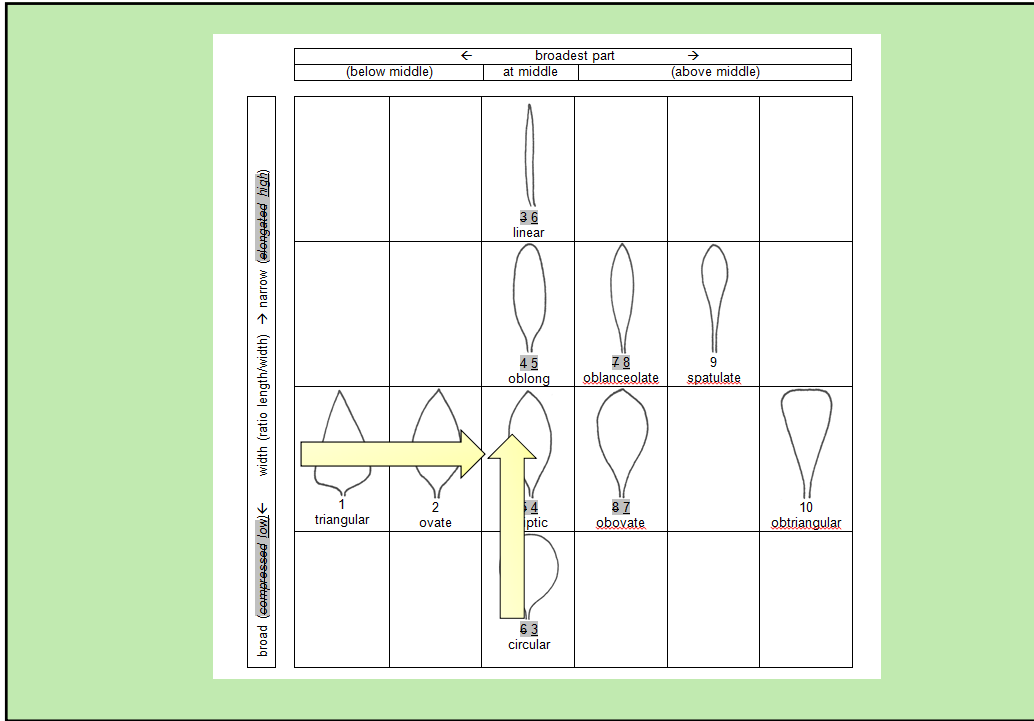 ← broadest part →
(below middle) at middle (above middle)
broad (compressed low) ← width (ratio length/width) → narrow (elongated high)
3 6
linear
4 5
oblong
7 8
oblanceolate
9
spatulate
1
triangular
2
ovate
4
iptic
8 7
obovate
10
obtriangular
6 3
circular